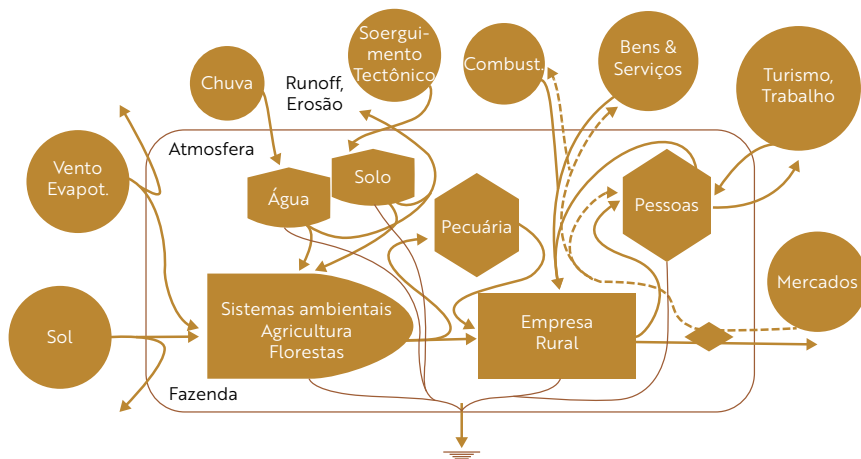 Soergui-
mento
Tectônico
Combust.
Bens &
Serviços
Turismo,
Trabalho
Chuva
Runoff,
Erosão
Atmosfera
Vento
Evapot.
Água
Solo
Pecuária
Pessoas
Mercados
Sol
Sistemas ambientais
Agricultura
Florestas
Empresa
Rural
Fazenda